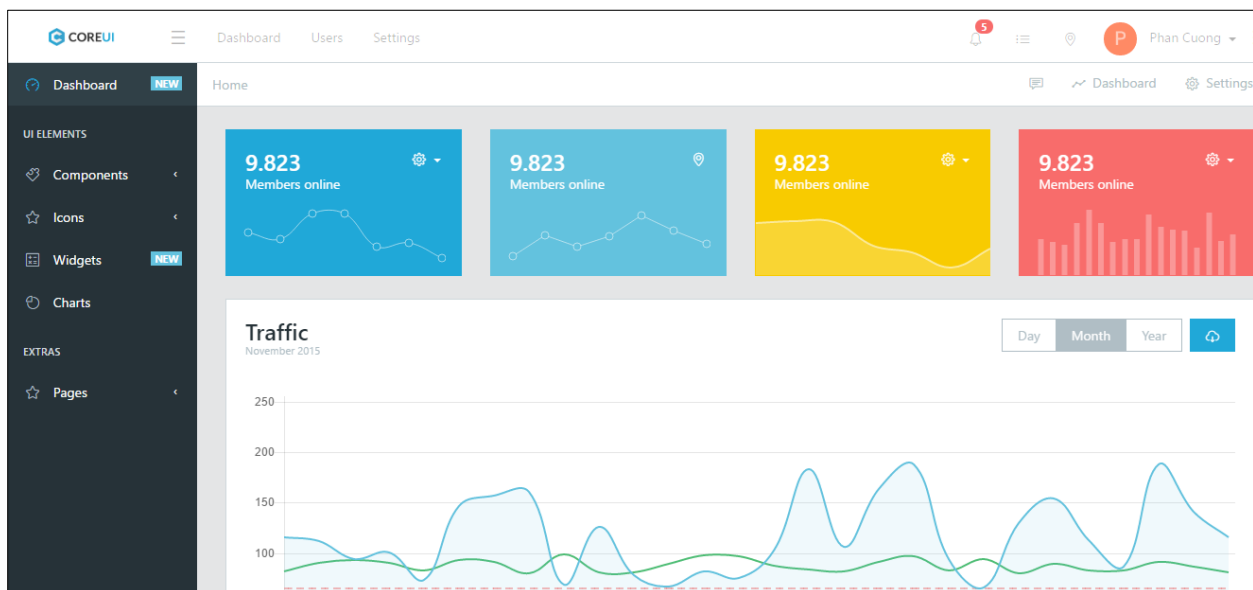 COREUI Dashboard Users Settings 5 P Phan Cuong
Dashboard NEW
Home Dashboard Settings
UI ELEMENTS
Components
Icons
Widgets NEW
Charts
EXTRAS
Pages
9.823
Members online
9.823
Members online
9.823
Members online
9.823
Members online
Traffic
November 2015
Day Month Year
250
200
150
100